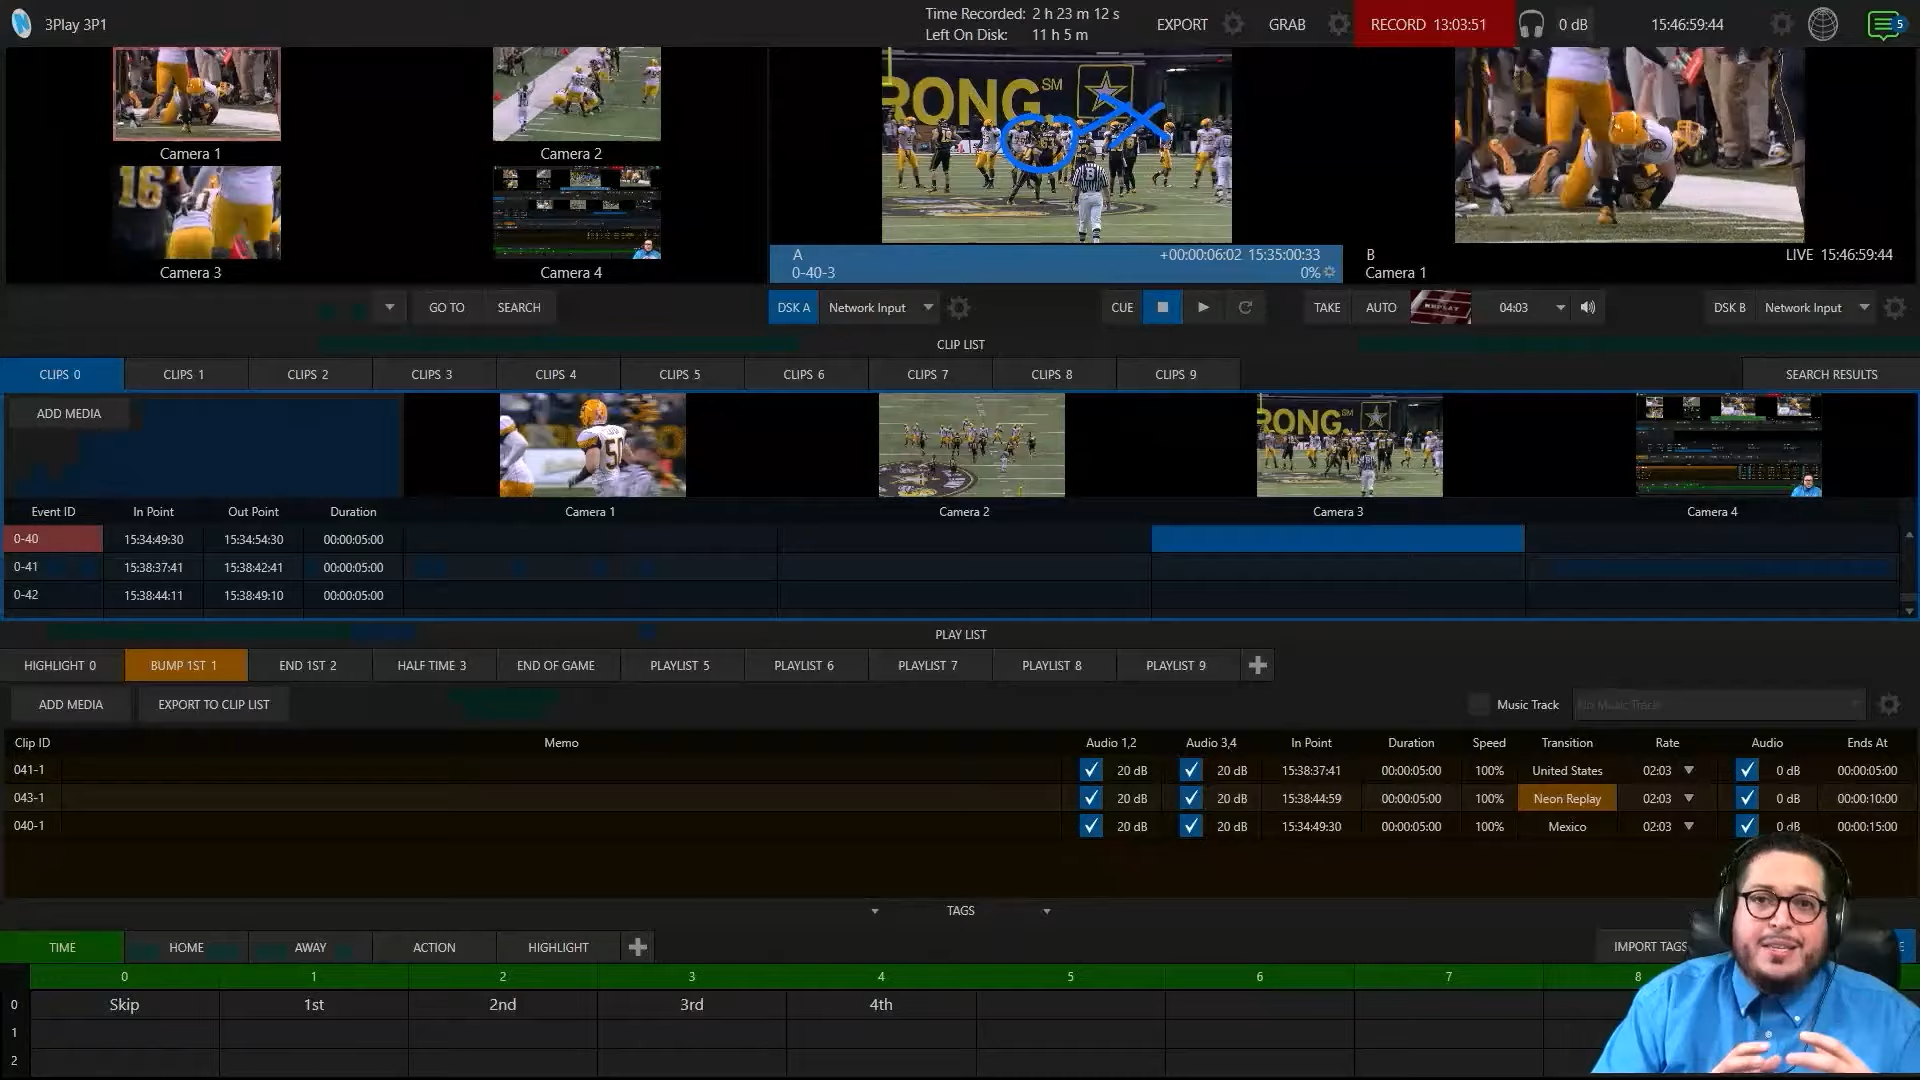 3Play 3P1
Time Recorded: 2 h 23 m 12 s
Left On Disk: 11 h 5 m
EXPORT GRAB RECORD 13:03:51 0 dB 15:46:59:44 5
Camera 1 Camera 2
16
Camera 3 Camera 4
RONG SM
B
A +00:00:06:02 15:35:00:33
0-40-3 0%
B LIVE 15:46:59:44
Camera 1
GO TO SEARCH DSK A Network Input CUE TAKE AUTO REPLAY 04:03 DSK B Network Input
CLIP LIST
CLIPS 0 CLIPS 1 CLIPS 2 CLIPS 3 CLIPS 4 CLIPS 5 CLIPS 6 CLIPS 7 CLIPS 8 CLIPS 9 SEARCH RESULTS
ADD MEDIA
50
RONG SM
Event ID In Point Out Point Duration Camera 1 Camera 2 Camera 3 Camera 4
0-40 15:34:49:30 15:34:54:30 00:00:05:00
0-41 15:38:37:41 15:38:42:41 00:00:05:00
0-42 15:38:44:11 15:38:49:10 00:00:05:00
PLAY LIST
HIGHLIGHT 0 BUMP 1ST 1 END 1ST 2 HALF TIME 3 END OF GAME PLAYLIST 5 PLAYLIST 6 PLAYLIST 7 PLAYLIST 8 PLAYLIST 9
ADD MEDIA EXPORT TO CLIP LIST Music Track No Music Track
Clip ID Memo Audio 1,2 Audio 3,4 In Point Duration Speed Transition Rate Audio Ends At
041-1 20 dB 20 dB 15:38:37:41 00:00:05:00 100% United States 02:03 0 dB 00:00:05:00
043-1 20 dB 20 dB 15:38:44:59 00:00:05:00 100% Neon Replay 02:03 0 dB 00:00:10:00
040-1 20 dB 20 dB 15:34:49:30 00:00:05:00 100% Mexico 02:03 0 dB 00:00:15:00
TAGS
TIME HOME AWAY ACTION HIGHLIGHT IMPORT TAGS
0 1 2 3 4 5 6 7 8
0 Skip 1st 2nd 3rd 4th
1
2